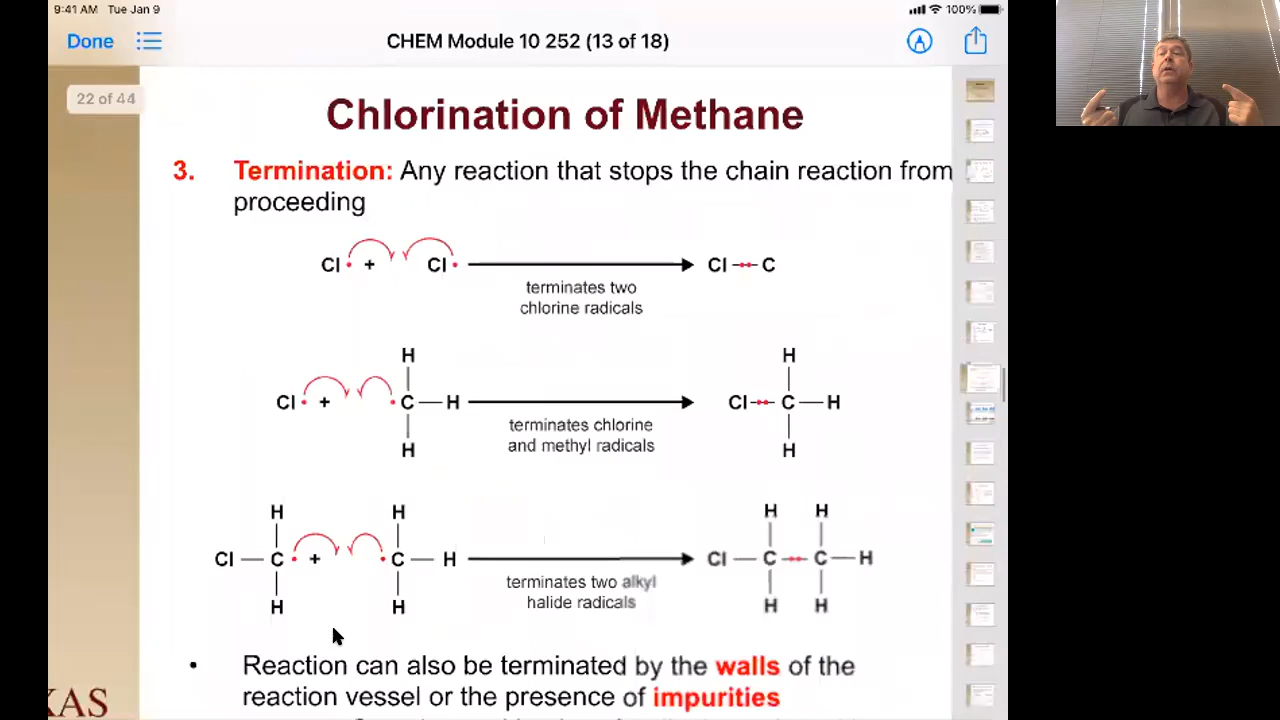 9:41 AM Tue Jan 9
100%
Done
CHEM Module 10 252 (13 of 18)
22 of 44
Chlorination of Methane
3. Termination: Any reaction that stops the chain reaction from
proceeding
Cl• + Cl•
Cl — C
terminates two
chlorine radicals
H
H
Cl• + •C — H
Cl — C — H
terminates chlorine
and methyl radicals
H
H
H H
H H
Cl — C• + •C — H
Cl — C — C — H
terminates two alkyl
halide radicals
H H
H H
• Reaction can also be terminated by the walls of the
reaction vessel or the presence of impurities
XAS